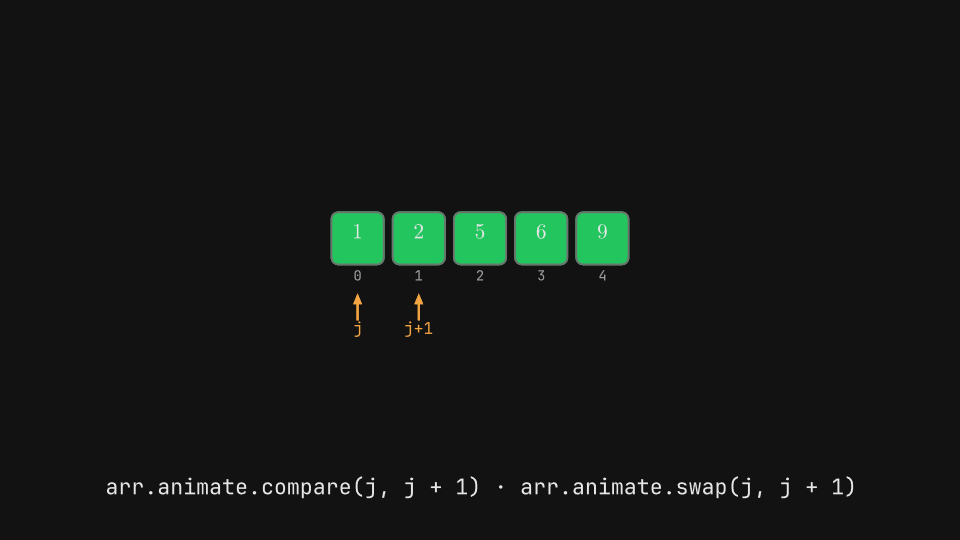 1 2 5 6 9
0 1 2 3 4
j j+1
arr.animate.compare(j, j + 1) · arr.animate.swap(j, j + 1)